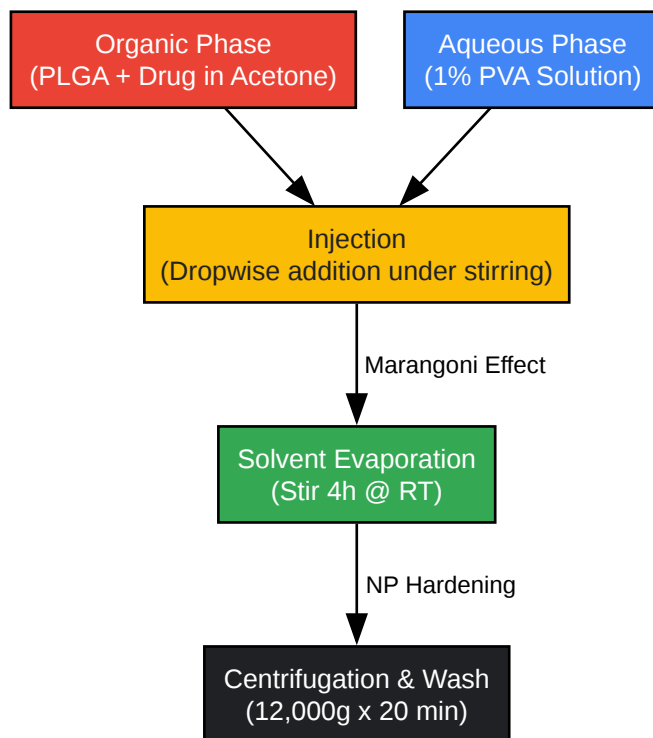 Organic Phase
(PLGA + Drug in Acetone)
Aqueous Phase
(1% PVA Solution)
Injection
(Dropwise addition under stirring)
Marangoni Effect
Solvent Evaporation
(Stir 4h @ RT)
NP Hardening
Centrifugation & Wash
(12,000g x 20 min)